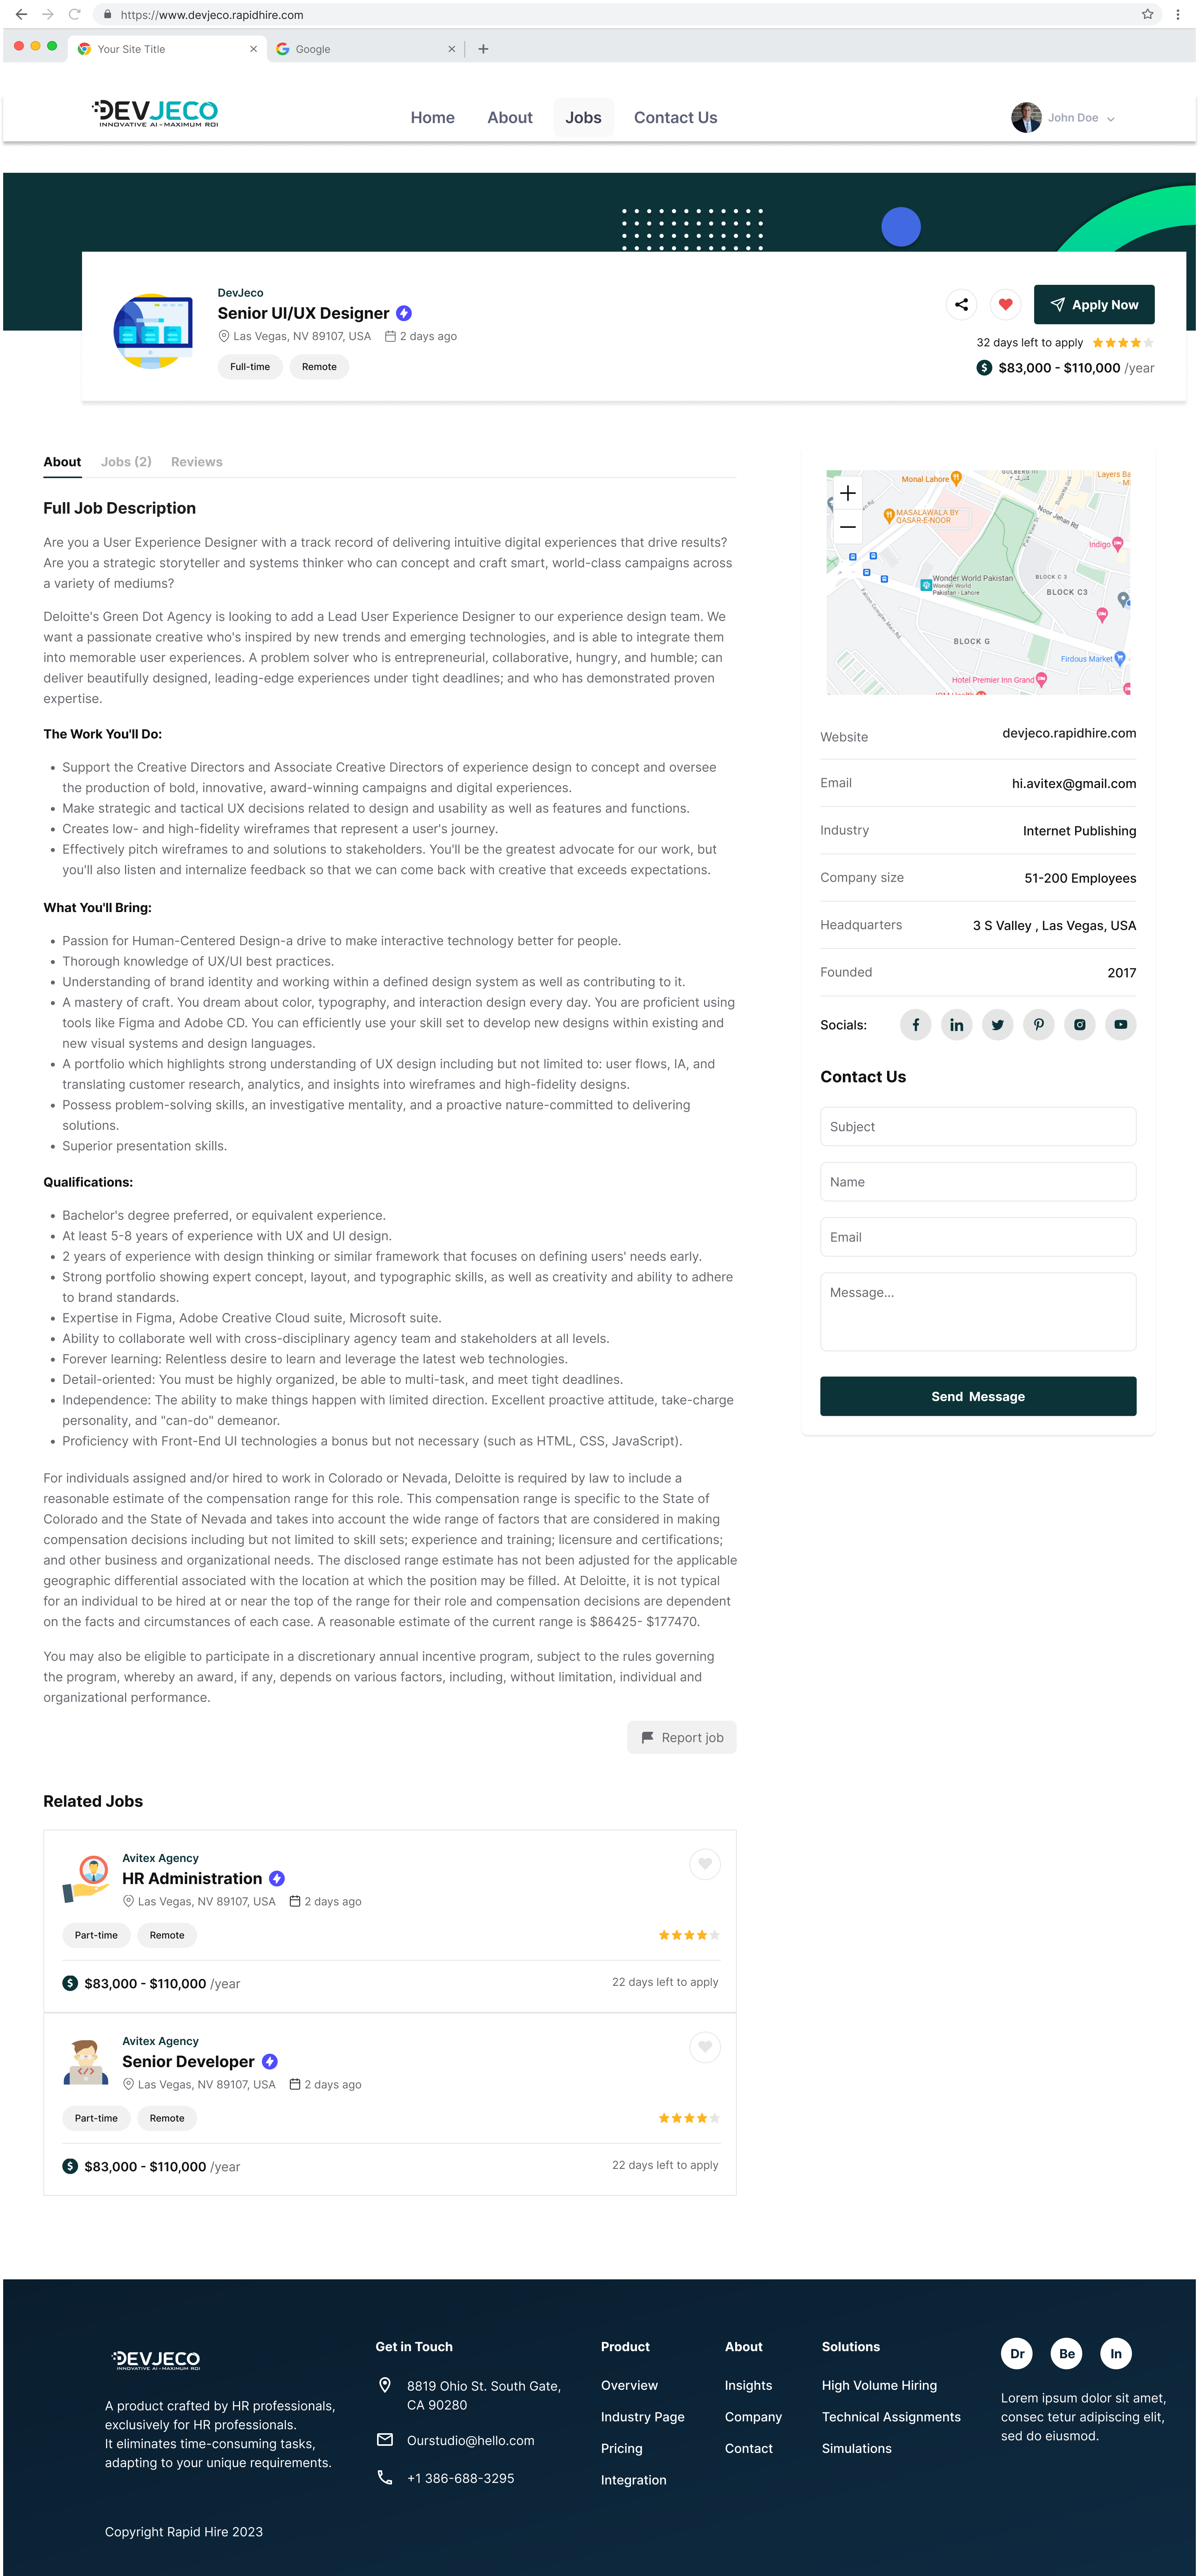 https://www.devjeco.rapidhire.com
Your Site Title
Google
DEVJECO
INNOVATIVE AI - MAXIMUM ROI
Home
About
Jobs
Contact Us
John Doe
DevJeco
Senior UI/UX Designer
Las Vegas, NV 89107, USA
2 days ago
Full-time
Remote
Apply Now
32 days left to apply
$83,000 - $110,000 /year
About
Jobs (2)
Reviews
Full Job Description
Are you a User Experience Designer with a track record of delivering intuitive digital experiences that drive results?
Are you a strategic storyteller and systems thinker who can concept and craft smart, world-class campaigns across
a variety of mediums?
Deloitte's Green Dot Agency is looking to add a Lead User Experience Designer to our experience design team. We
want a passionate creative who's inspired by new trends and emerging technologies, and is able to integrate them
into memorable user experiences. A problem solver who is entrepreneurial, collaborative, hungry, and humble; can
deliver beautifully designed, leading-edge experiences under tight deadlines; and who has demonstrated proven
expertise.
The Work You'll Do:
• Support the Creative Directors and Associate Creative Directors of experience design to concept and oversee
the production of bold, innovative, award-winning campaigns and digital experiences.
• Make strategic and tactical UX decisions related to design and usability as well as features and functions.
• Creates low- and high-fidelity wireframes that represent a user's journey.
• Effectively pitch wireframes to and solutions to stakeholders. You'll be the greatest advocate for our work, but
you'll also listen and internalize feedback so that we can come back with creative that exceeds expectations.
What You'll Bring:
• Passion for Human-Centered Design-a drive to make interactive technology better for people.
• Thorough knowledge of UX/UI best practices.
• Understanding of brand identity and working within a defined design system as well as contributing to it.
• A mastery of craft. You dream about color, typography, and interaction design every day. You are proficient using
tools like Figma and Adobe CD. You can efficiently use your skill set to develop new designs within existing and
new visual systems and design languages.
• A portfolio which highlights strong understanding of UX design including but not limited to: user flows, IA, and
translating customer research, analytics, and insights into wireframes and high-fidelity designs.
• Possess problem-solving skills, an investigative mentality, and a proactive nature-committed to delivering
solutions.
• Superior presentation skills.
Qualifications:
• Bachelor's degree preferred, or equivalent experience.
• At least 5-8 years of experience with UX and UI design.
• 2 years of experience with design thinking or similar framework that focuses on defining users' needs early.
• Strong portfolio showing expert concept, layout, and typographic skills, as well as creativity and ability to adhere
to brand standards.
• Expertise in Figma, Adobe Creative Cloud suite, Microsoft suite.
• Ability to collaborate well with cross-disciplinary agency team and stakeholders at all levels.
• Forever learning: Relentless desire to learn and leverage the latest web technologies.
• Detail-oriented: You must be highly organized, be able to multi-task, and meet tight deadlines.
• Independence: The ability to make things happen with limited direction. Excellent proactive attitude, take-charge
personality, and "can-do" demeanor.
• Proficiency with Front-End UI technologies a bonus but not necessary (such as HTML, CSS, JavaScript).
For individuals assigned and/or hired to work in Colorado or Nevada, Deloitte is required by law to include a
reasonable estimate of the compensation range for this role. This compensation range is specific to the State of
Colorado and the State of Nevada and takes into account the wide range of factors that are considered in making
compensation decisions including but not limited to skill sets; experience and training; licensure and certifications;
and other business and organizational needs. The disclosed range estimate has not been adjusted for the applicable
geographic differential associated with the location at which the position may be filled. At Deloitte, it is not typical
for an individual to be hired at or near the top of the range for their role and compensation decisions are dependent
on the facts and circumstances of each case. A reasonable estimate of the current range is $86425- $177470.
You may also be eligible to participate in a discretionary annual incentive program, subject to the rules governing
the program, whereby an award, if any, depends on various factors, including, without limitation, individual and
organizational performance.
Report job
Monal Lahore
GULBERG III
Layers Ba
MASALAWALA BY
QASAR-E-NOOR
Noor Jehan Rd
Indigo
Wonder World Pakistan
Wonder World
Pakistan - Lahore
BLOCK C 3
BLOCK C3
BLOCK G
Firdous Market
Hotel Premier Inn Grand
Website
devjeco.rapidhire.com
Email
hi.avitex@gmail.com
Industry
Internet Publishing
Company size
51-200 Employees
Headquarters
3 S Valley , Las Vegas, USA
Founded
2017
Socials:
Contact Us
Subject
Name
Email
Message...
Send Message
Related Jobs
Avitex Agency
HR Administration
Las Vegas, NV 89107, USA
2 days ago
Part-time
Remote
$83,000 - $110,000 /year
22 days left to apply
Avitex Agency
Senior Developer
Las Vegas, NV 89107, USA
2 days ago
Part-time
Remote
$83,000 - $110,000 /year
22 days left to apply
DEVJECO
INNOVATIVE AI - MAXIMUM ROI
A product crafted by HR professionals,
exclusively for HR professionals.
It eliminates time-consuming tasks,
adapting to your unique requirements.
Copyright Rapid Hire 2023
Get in Touch
8819 Ohio St. South Gate,
CA 90280
Ourstudio@hello.com
+1 386-688-3295
Product
Overview
Industry Page
Pricing
Integration
About
Insights
Company
Contact
Solutions
High Volume Hiring
Technical Assignments
Simulations
Dr
Be
In
Lorem ipsum dolor sit amet,
consec tetur adipiscing elit,
sed do eiusmod.